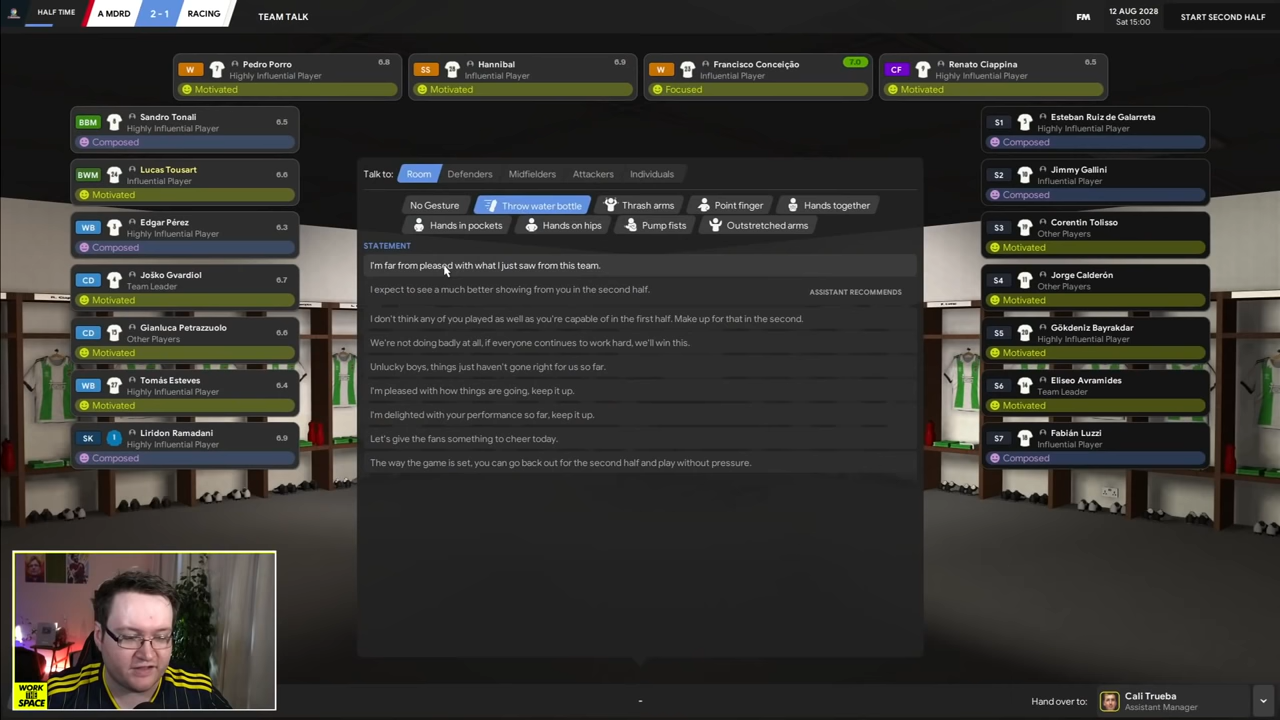 HALF TIME
A MDRD
2 - 1
RACING
TEAM TALK
FM
12 AUG 2028
Sat 15:00
START SECOND HALF
W
7
Pedro Porro
6.8
Highly Influential Player
Motivated
SS
28
Hannibal
6.9
Influential Player
Motivated
W
23
Francisco Conceição
7.0
Influential Player
Focused
CF
9
Renato Ciappina
6.5
Highly Influential Player
Motivated
BBM
8
Sandro Tonali
6.5
Highly Influential Player
Composed
BWM
24
Lucas Tousart
6.6
Influential Player
Motivated
WB
3
Edgar Pérez
6.3
Highly Influential Player
Composed
CD
4
Joško Gvardiol
6.7
Team Leader
Motivated
CD
15
Gianluca Petrazzuolo
6.6
Other Players
Motivated
WB
27
Tomás Esteves
6.4
Highly Influential Player
Motivated
SK
1
Liridon Ramadani
6.9
Highly Influential Player
Composed
Talk to:
Room
Defenders
Midfielders
Attackers
Individuals
No Gesture
Throw water bottle
Thrash arms
Point finger
Hands together
Hands in pockets
Hands on hips
Pump fists
Outstretched arms
STATEMENT
I'm far from pleased with what I just saw from this team.
I expect to see a much better showing from you in the second half.
ASSISTANT RECOMMENDS
I don't think any of you played as well as you're capable of in the first half. Make up for that in the second.
We're not doing badly at all, if everyone continues to work hard, we'll win this.
Unlucky boys, things just haven't gone right for us so far.
I'm pleased with how things are going, keep it up.
I'm delighted with your performance so far, keep it up.
Let's give the fans something to cheer today.
The way the game is set, you can go back out for the second half and play without pressure.
S1
5
Esteban Ruiz de Galarreta
Highly Influential Player
Composed
S2
10
Jimmy Gallini
Influential Player
Composed
S3
Corentin Tolisso
Other Players
Motivated
S4
11
Jorge Calderón
Other Players
Motivated
S5
20
Gökdeniz Bayrakdar
Highly Influential Player
Motivated
S6
14
Eliseo Avramides
Team Leader
Motivated
S7
Fabián Luzzi
Influential Player
Composed
WORK
THE
SPACE
-
Hand over to:
Cali Trueba
Assistant Manager